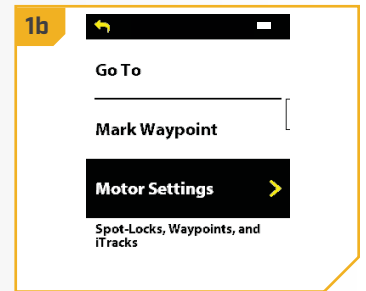 1b
Go To
Mark Waypoint
Motor Settings
Spot-Locks, Waypoints, and
iTracks